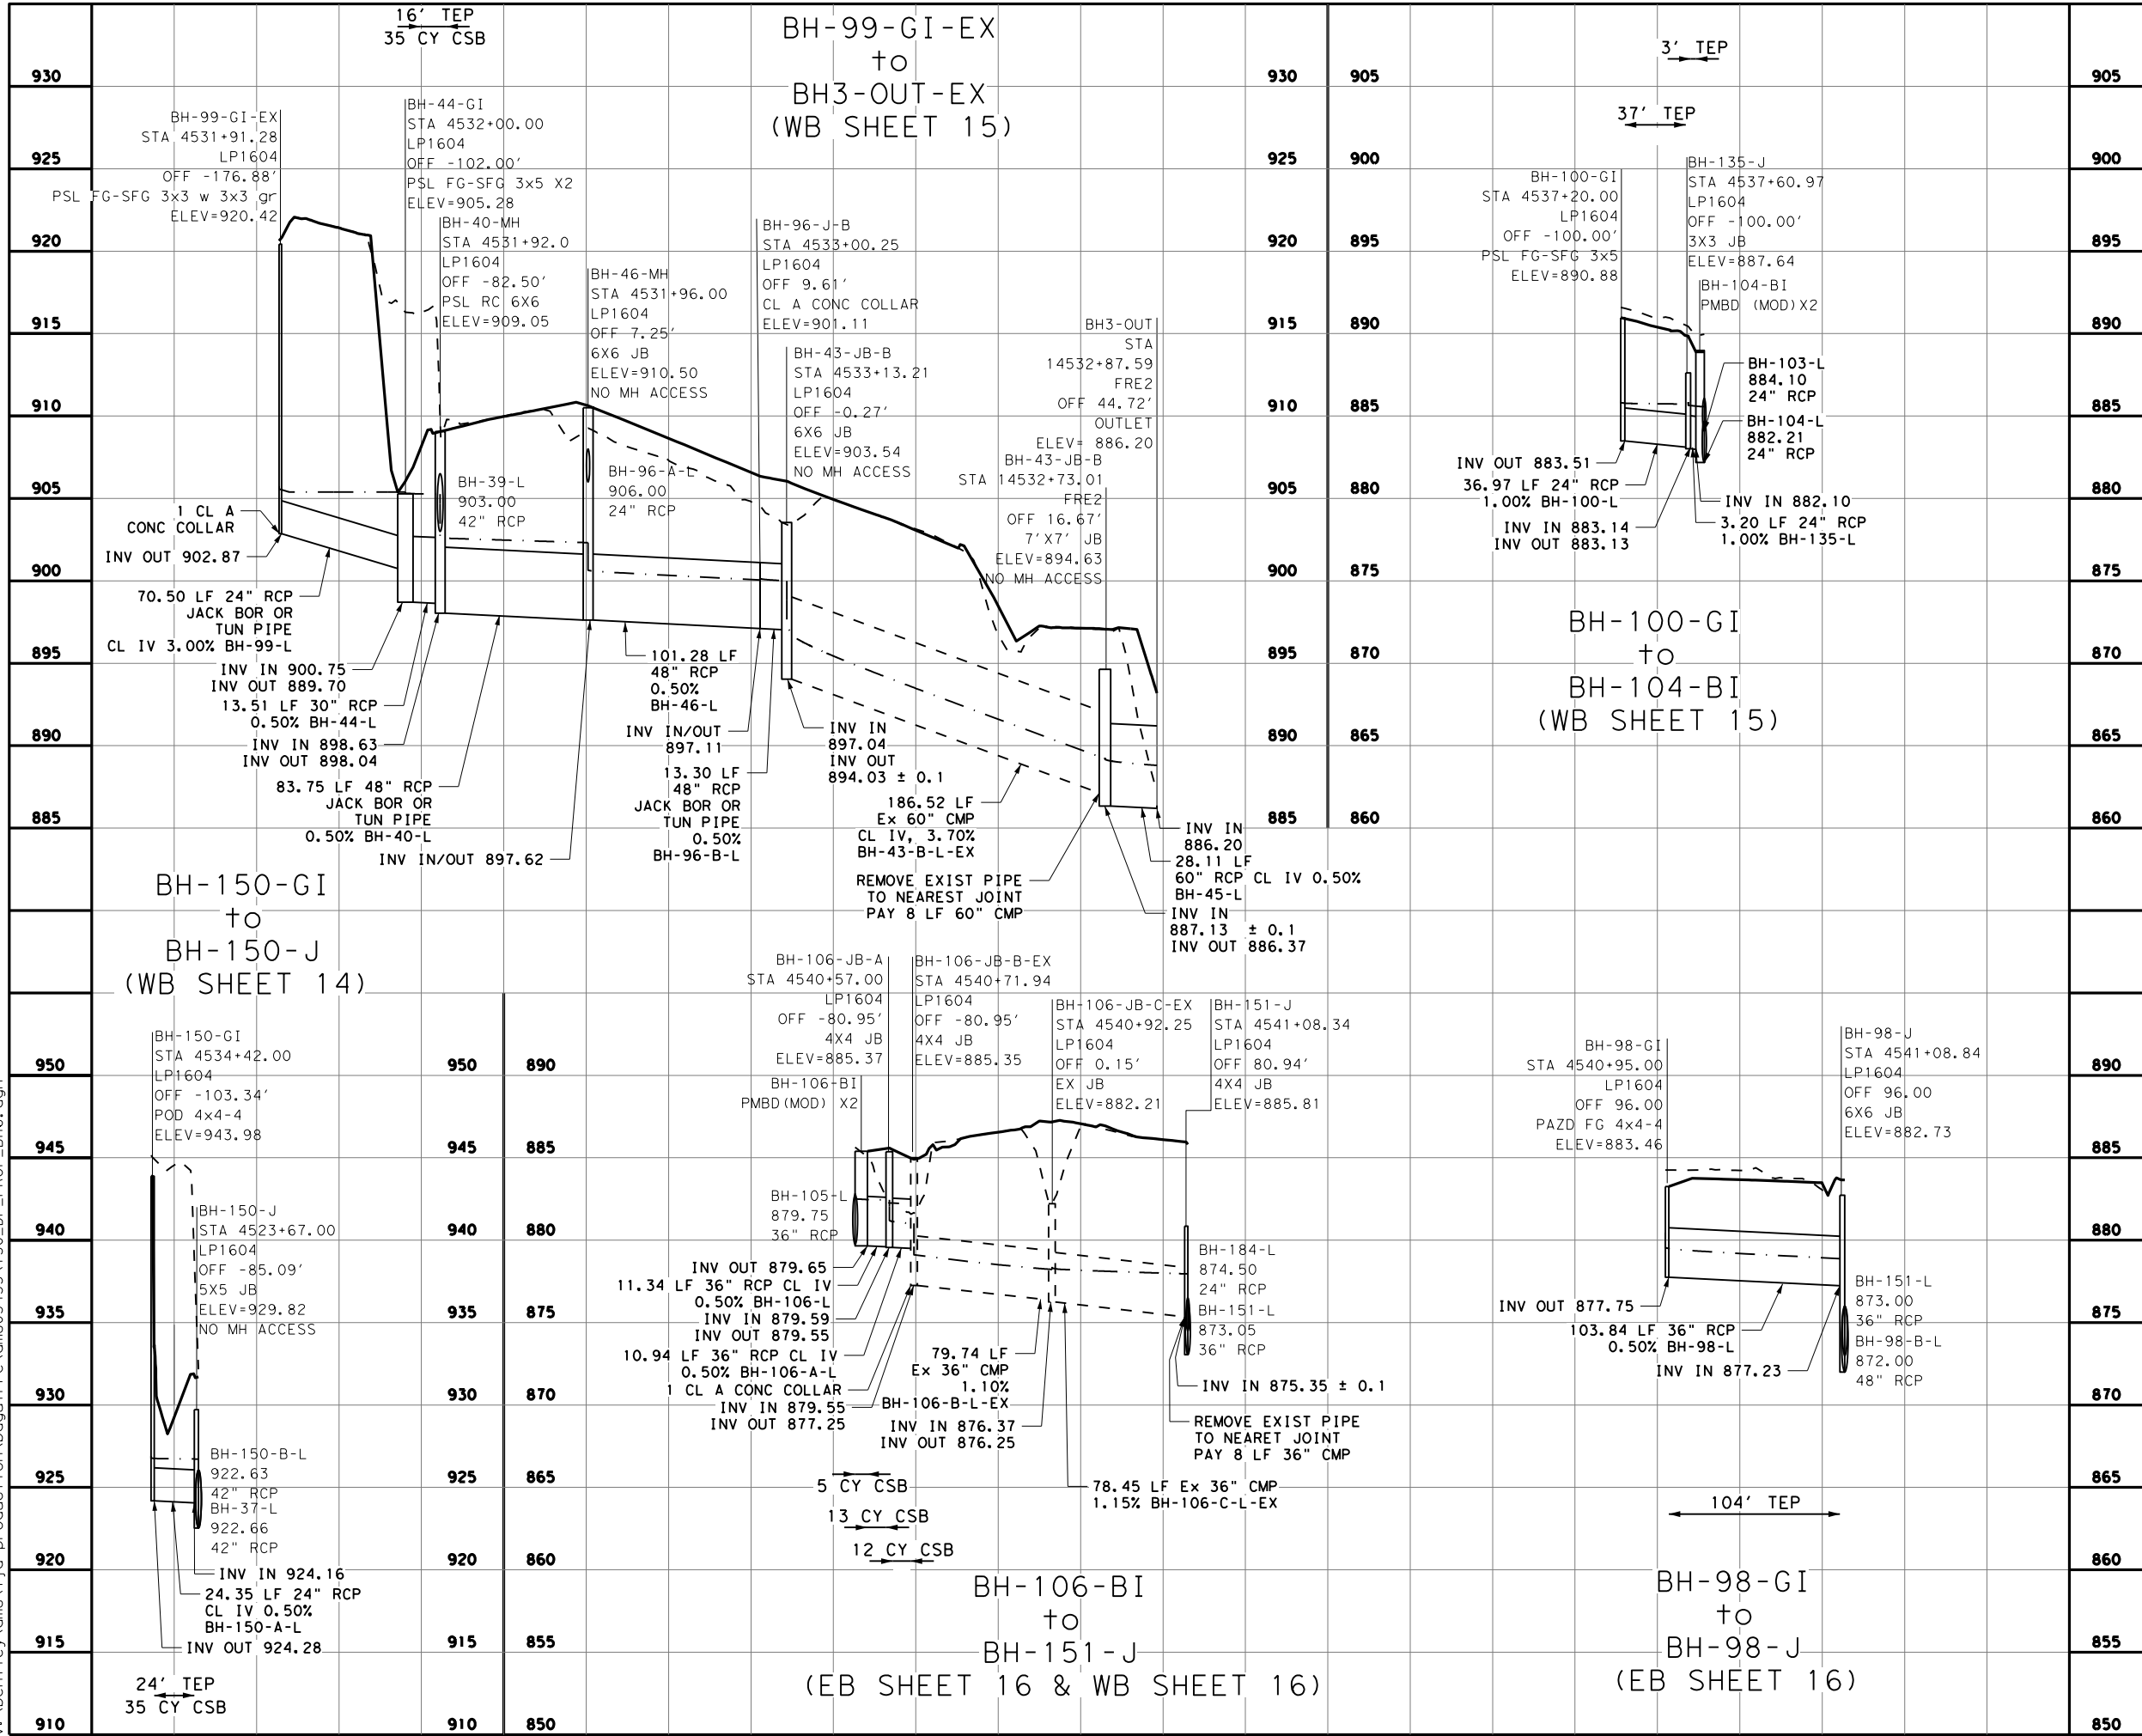 16' TEP
35 CY CSB
BH-99-GI-EX
to
BH3-OUT-EX
(WB SHEET 15)
3' TEP
37' TEP
930
930
905
905
925
925
900
900
920
920
895
895
915
915
890
910
910
885
905
905
880
900
900
875
895
895
870
890
890
865
885
885
860
BH-99-GI-EX
STA 4531+91.28
LP1604
OFF -176.88'
PSL FG-SFG 3x3 w 3x3 gr
ELEV=920.42
BH-44-GI
STA 4532+00.00
LP1604
OFF -102.00'
PSL FG-SFG 3x5 X2
ELEV=905.28
BH-40-MH
STA 4531+92.0
LP1604
OFF -82.50'
PSL RC 6X6
ELEV=909.05
BH-46-MH
STA 4531+96.00
LP1604
OFF 7.25'
6X6 JB
ELEV=910.50
NO MH ACCESS
BH-96-J-B
STA 4533+00.25
LP1604
OFF 9.61'
CL A CONC COLLAR
ELEV=901.11
BH-43-JB-B
STA 4533+13.21
LP1604
OFF -0.27'
6X6 JB
ELEV=903.54
NO MH ACCESS
BH3-OUT
STA
14532+87.59
FRE2
OFF 44.72'
OUTLET
ELEV= 886.20
BH-43-JB-B
STA 14532+73.01
FRE2
OFF 16.67'
7'X7' JB
ELEV=894.63
NO MH ACCESS
BH-39-L
903.00
42" RCP
BH-96-A-L
906.00
24" RCP
1 CL A
CONC COLLAR
INV OUT 902.87
70.50 LF 24" RCP
JACK BOR OR
TUN PIPE
CL IV 3.00% BH-99-L
INV IN 900.75
INV OUT 889.70
13.51 LF 30" RCP
0.50% BH-44-L
INV IN 898.63
INV OUT 898.04
83.75 LF 48" RCP
JACK BOR OR
TUN PIPE
0.50% BH-40-L
INV IN/OUT 897.62
101.28 LF
48" RCP
0.50%
BH-46-L
INV IN/OUT
897.11
13.30 LF
48" RCP
JACK BOR OR
TUN PIPE
0.50%
BH-96-B-L
INV IN
897.04
INV OUT
894.03 ± 0.1
186.52 LF
Ex 60" CMP
CL IV, 3.70%
BH-43-B-L-EX
REMOVE EXIST PIPE
TO NEAREST JOINT
PAY 8 LF 60" CMP
INV IN
886.20
28.11 LF
60" RCP CL IV 0.50%
BH-45-L
INV IN
887.13 ± 0.1
INV OUT 886.37
BH-100-GI
STA 4537+20.00
LP1604
OFF -100.00'
PSL FG-SFG 3x5
ELEV=890.88
BH-135-J
STA 4537+60.97
LP1604
OFF -100.00'
3X3 JB
ELEV=887.64
BH-104-BI
PMBD (MOD)X2
BH-103-L
884.10
24" RCP
BH-104-L
882.21
24" RCP
INV OUT 883.51
36.97 LF 24" RCP
1.00% BH-100-L
INV IN 883.14
INV OUT 883.13
INV IN 882.10
3.20 LF 24" RCP
1.00% BH-135-L
BH-100-GI
to
BH-104-BI
(WB SHEET 15)
BH-150-GI
to
BH-150-J
(WB SHEET 14)
950
950
890
890
945
945
885
885
940
940
880
880
935
935
875
875
930
930
870
870
925
925
865
865
920
920
860
860
915
915
855
855
910
910
850
850
BH-150-GI
STA 4534+42.00
LP1604
OFF -103.34'
POD 4x4-4
ELEV=943.98
BH-150-J
STA 4523+67.00
LP1604
OFF -85.09'
5X5 JB
ELEV=929.82
NO MH ACCESS
BH-150-B-L
922.63
42" RCP
BH-37-L
922.66
42" RCP
INV IN 924.16
24.35 LF 24" RCP
CL IV 0.50%
BH-150-A-L
INV OUT 924.28
24' TEP
35 CY CSB
BH-106-JB-A
STA 4540+57.00
LP1604
OFF -80.95'
4X4 JB
ELEV=885.37
BH-106-BI
PMBD(MOD) X2
BH-106-JB-B-EX
STA 4540+71.94
LP1604
OFF -80.95'
4X4 JB
ELEV=885.35
BH-106-JB-C-EX
STA 4540+92.25
LP1604
OFF 0.15'
EX JB
ELEV=882.21
BH-151-J
STA 4541+08.34
LP1604
OFF 80.94'
4X4 JB
ELEV=885.81
BH-105-L
879.75
36" RCP
INV OUT 879.65
11.34 LF 36" RCP CL IV
0.50% BH-106-L
INV IN 879.59
INV OUT 879.55
10.94 LF 36" RCP CL IV
0.50% BH-106-A-L
1 CL A CONC COLLAR
INV IN 879.55
INV OUT 877.25
79.74 LF
Ex 36" CMP
1.10%
BH-106-B-L-EX
INV IN 876.37
INV OUT 876.25
BH-184-L
874.50
24" RCP
BH-151-L
873.05
36" RCP
INV IN 875.35 ± 0.1
REMOVE EXIST PIPE
TO NEARET JOINT
PAY 8 LF 36" CMP
78.45 LF Ex 36" CMP
1.15% BH-106-C-L-EX
5 CY CSB
13 CY CSB
12 CY CSB
BH-106-BI
to
BH-151-J
(EB SHEET 16 & WB SHEET 16)
BH-98-GI
STA 4540+95.00
LP1604
OFF 96.00
PAZD FG 4x4-4
ELEV=883.46
BH-98-J
STA 4541+08.84
LP1604
OFF 96.00
6X6 JB
ELEV=882.73
INV OUT 877.75
103.84 LF 36" RCP
0.50% BH-98-L
INV IN 877.23
BH-151-L
873.00
36" RCP
BH-98-B-L
872.00
48" RCP
104' TEP
BH-98-GI
to
BH-98-J
(EB SHEET 16)